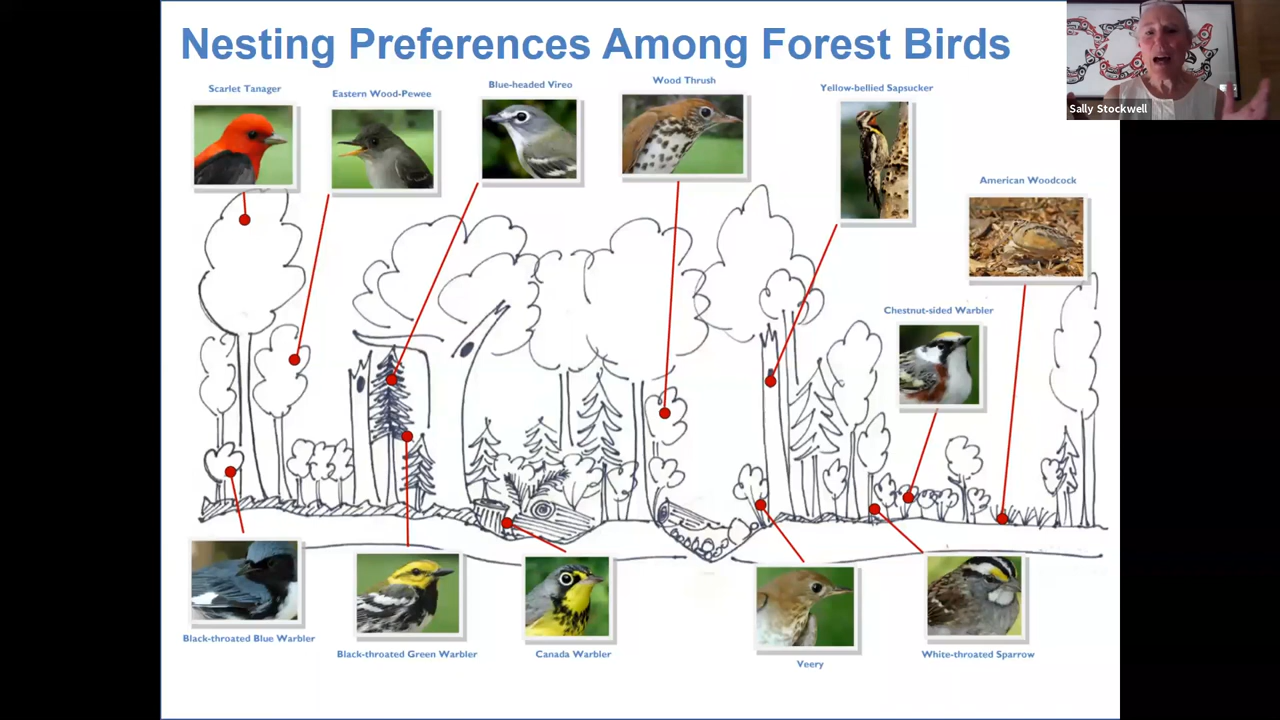 Nesting Preferences Among Forest Birds
Sally Stockwell
Scarlet Tanager
Eastern Wood-Pewee
Blue-headed Vireo
Wood Thrush
Yellow-bellied Sapsucker
American Woodcock
Chestnut-sided Warbler
Black-throated Blue Warbler
Black-throated Green Warbler
Canada Warbler
Veery
White-throated Sparrow